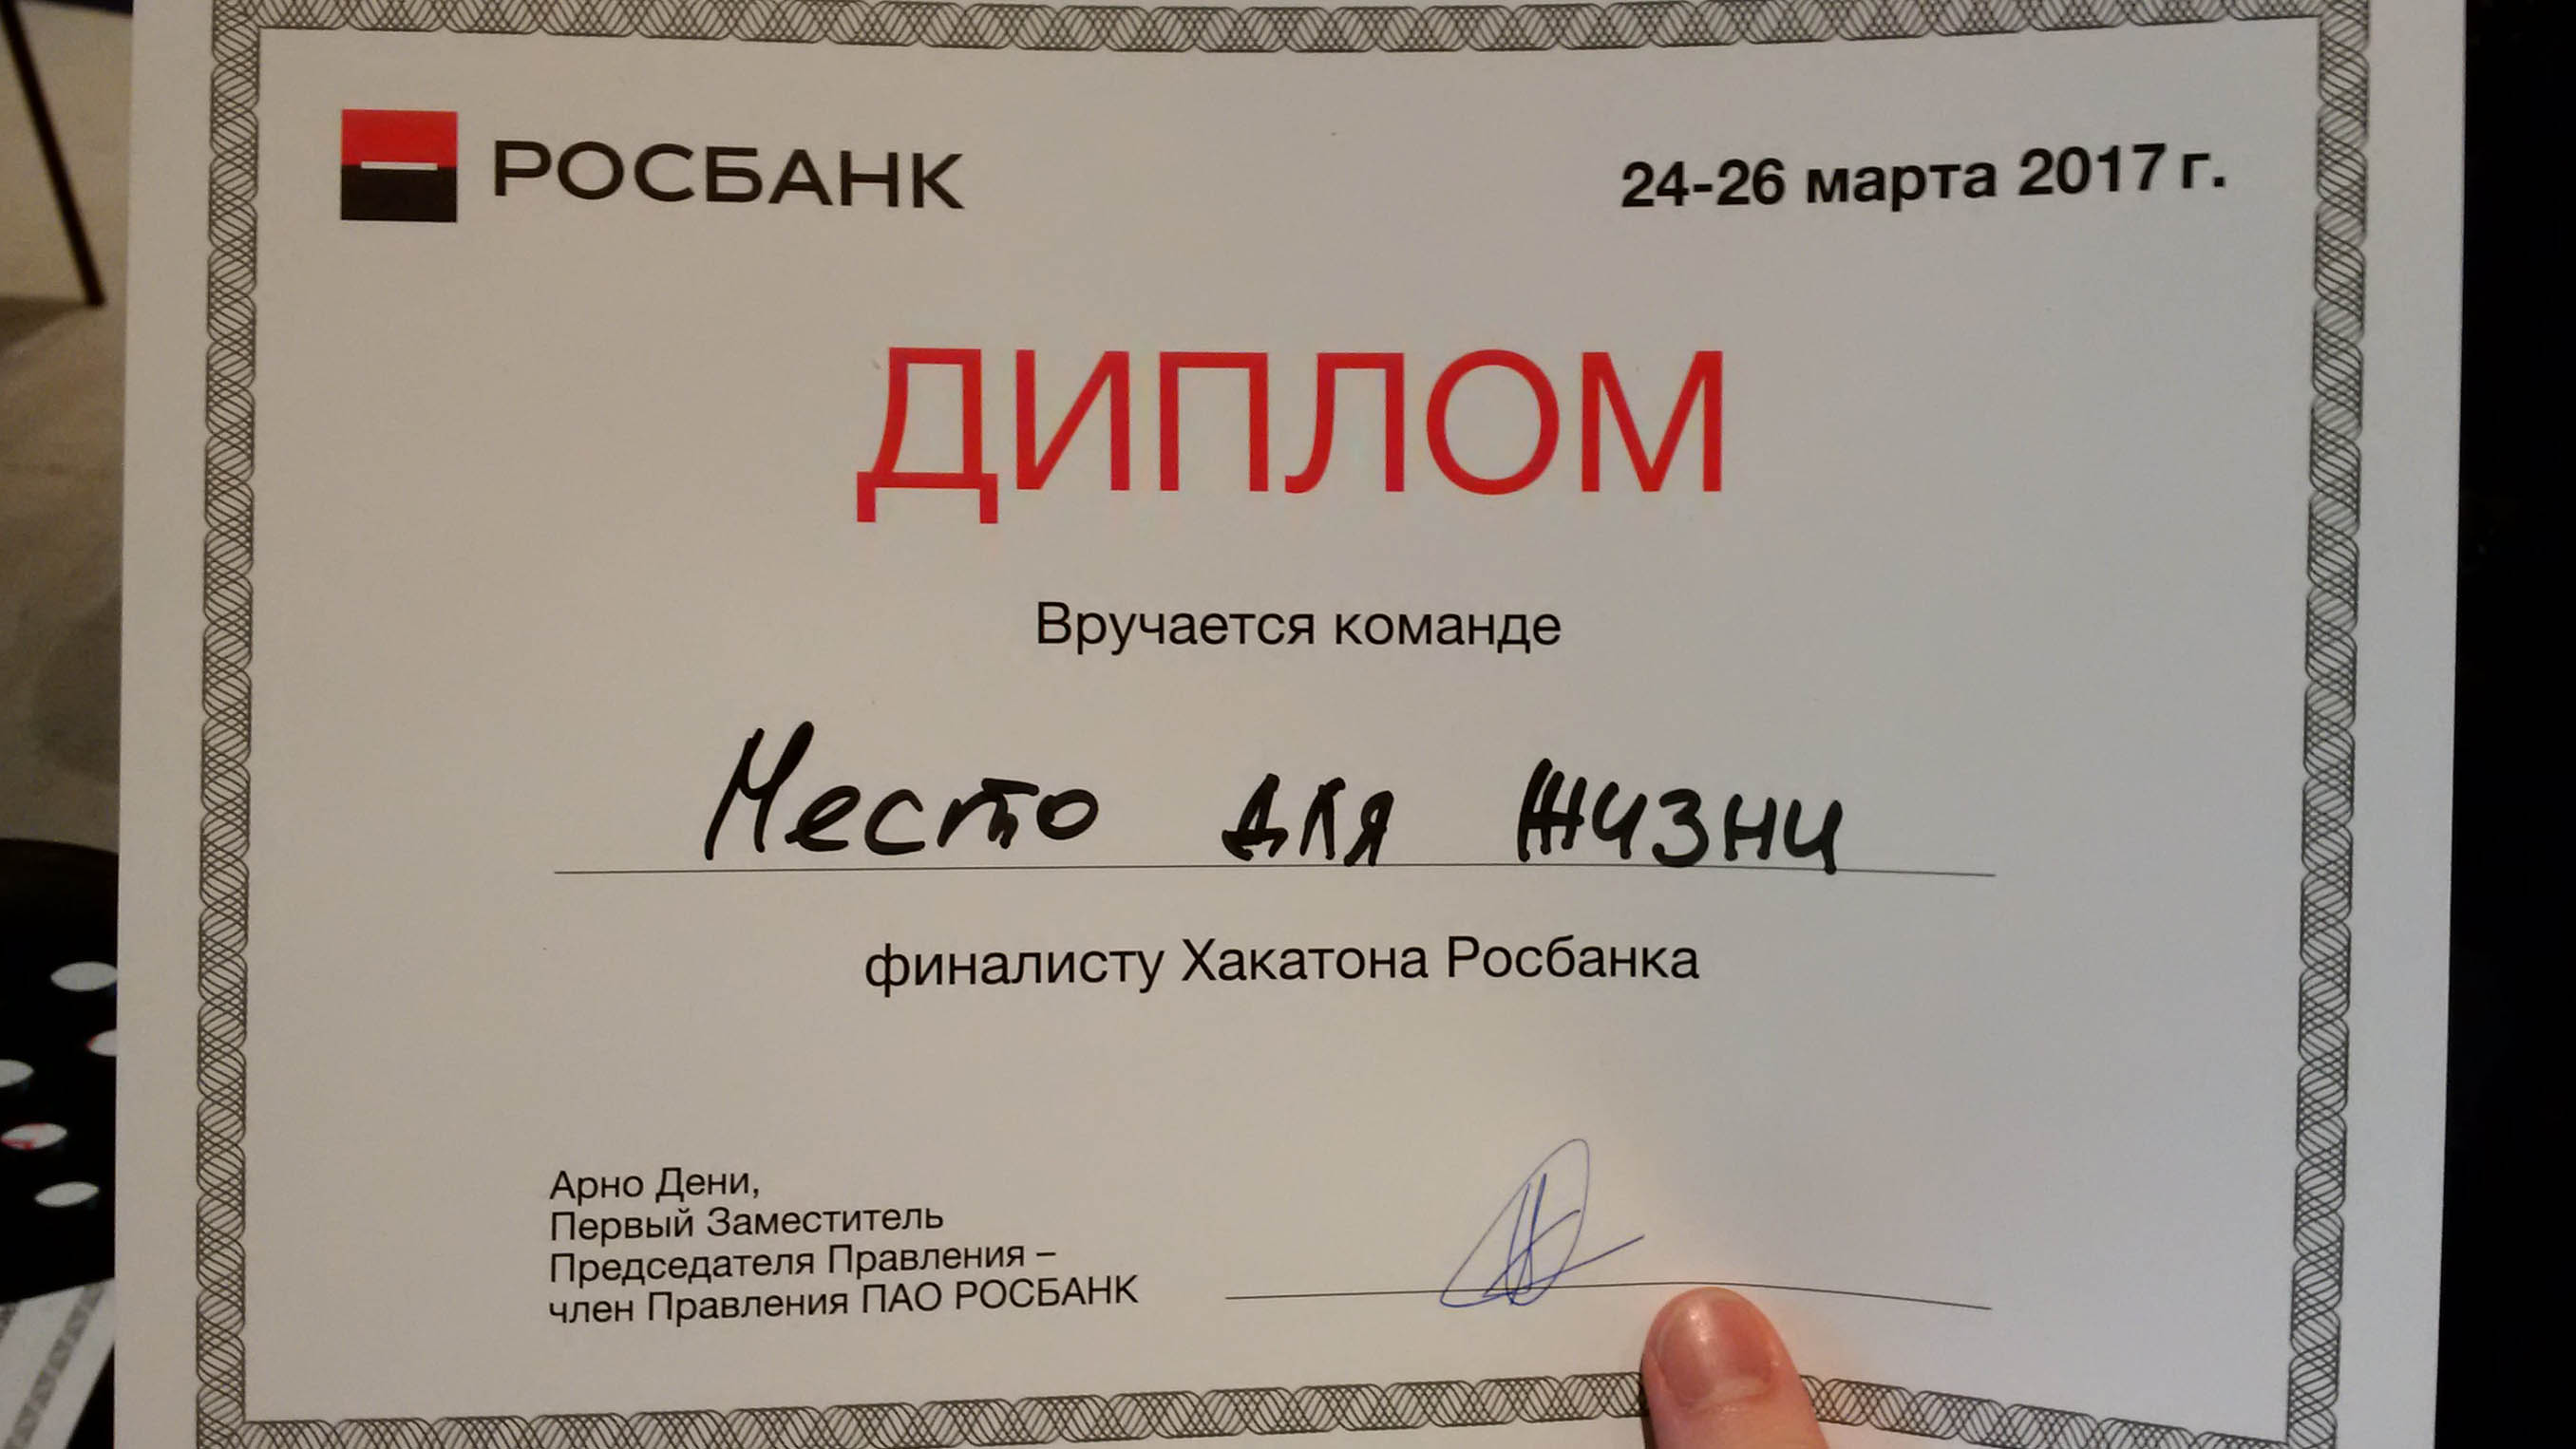 РОСБАНК
24-26 марта 2017 г.
ДИПЛОМ
Вручается команде
Место для жизни
финалисту Хакатона Росбанка
Арно Дени,
Первый Заместитель
Председателя Правления –
член Правления ПАО РОСБАНК